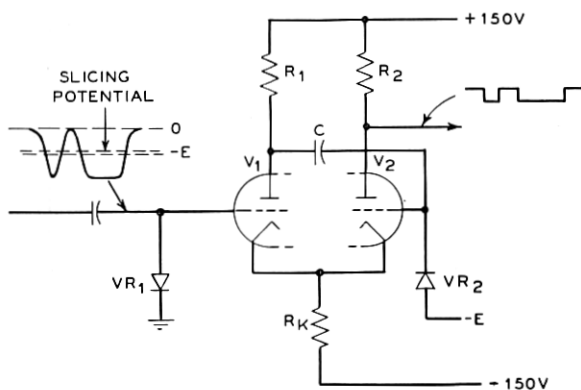 +150V
R1
R2
SLICING
POTENTIAL
0
-E
C
V1
V2
VR1
VR2
RK
-E
-150V